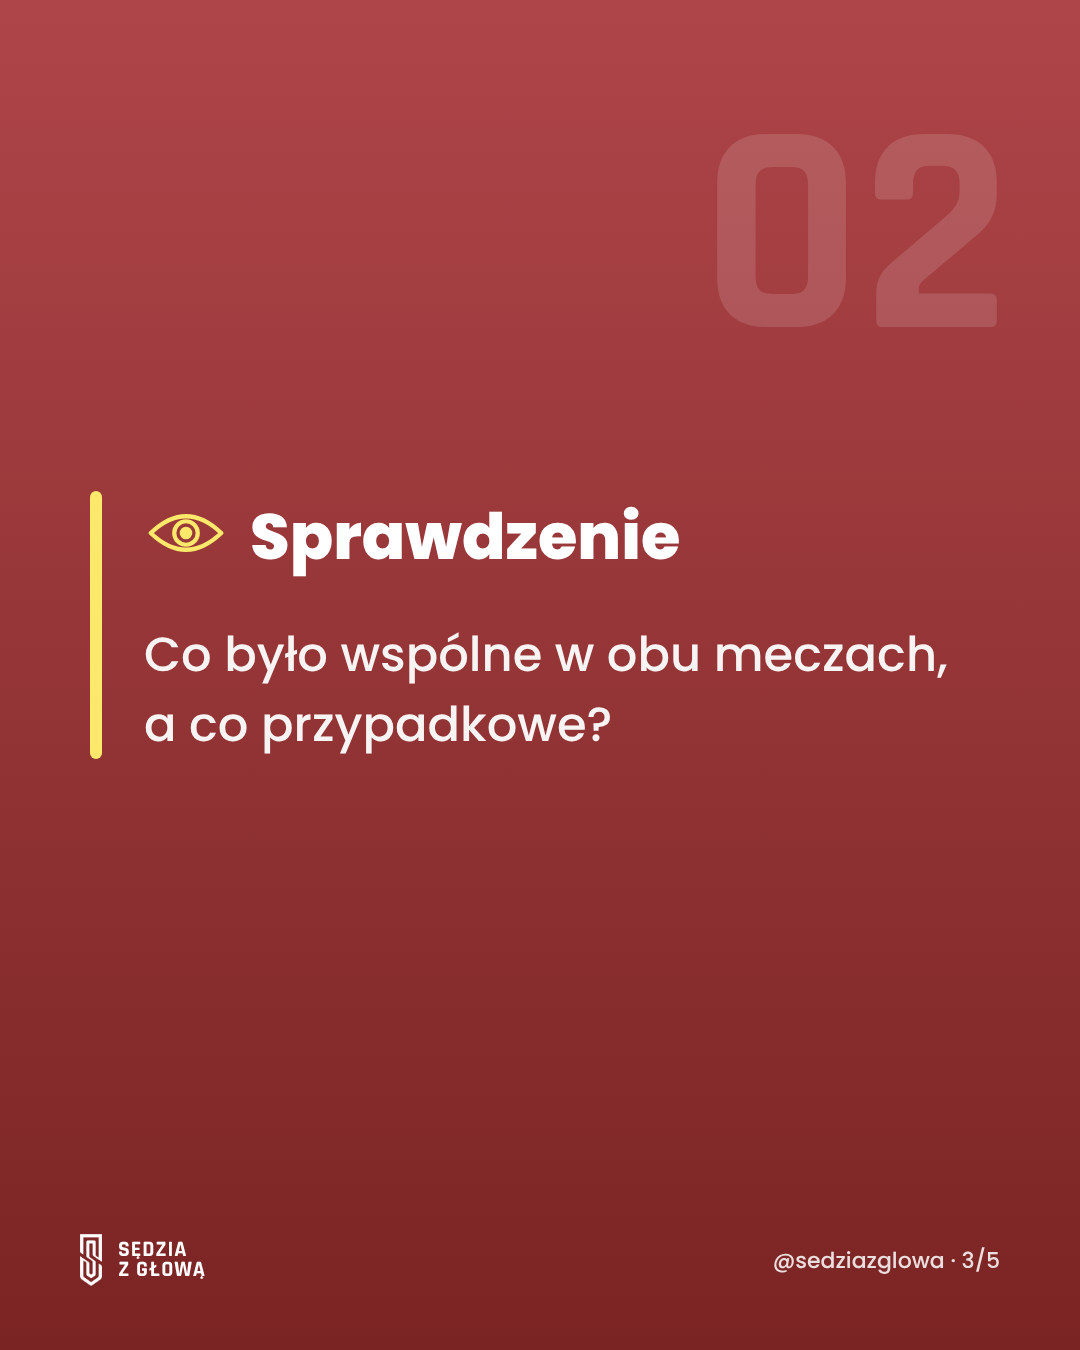 02
Sprawdzenie
Co było wspólne w obu meczach,
a co przypadkowe?
SĘDZIA
Z GŁOWĄ
@sedziazglowa · 3/5